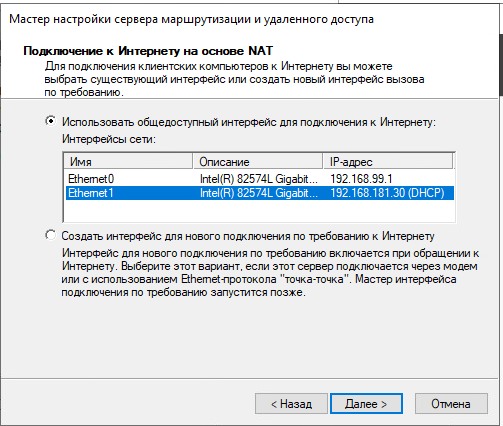 Мастер настройки сервера маршрутизации и удаленного доступа
Подключение к Интернету на основе NAT
Для подключения клиентских компьютеров к Интернету вы можете
выбрать существующий интерфейс или создать новый интерфейс вызова
по требованию.
Использовать общедоступный интерфейс для подключения к Интернету:
Интерфейсы сети:
Имя Описание IP-адрес
Ethernet0 Intel(R) 82574L Gigabit... 192.168.99.1
Ethernet1 Intel(R) 82574L Gigabit... 192.168.181.30 (DHCP)
Создать интерфейс для нового подключения по требованию к Интернету
Интерфейс для нового подключения по требованию включается при обращении к
Интернету. Выберите этот вариант, если этот сервер подключается через модем
или с использованием Ethernet-протокола "точка-точка". Мастер интерфейса
подключения по требованию запустится позже.
< Назад Далее > Отмена